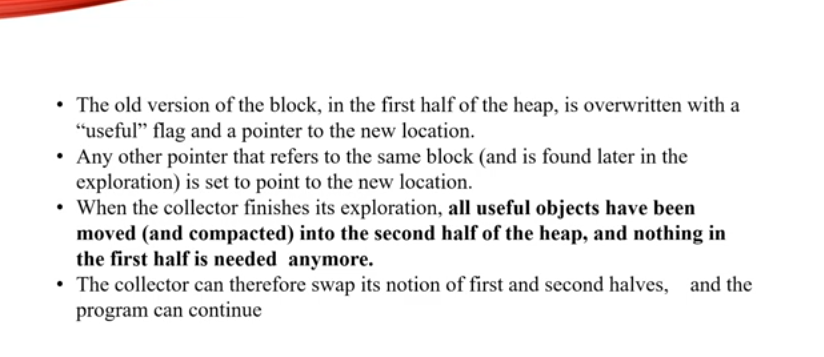 • The old version of the block, in the first half of the heap, is overwritten with a
“useful” flag and a pointer to the new location.
• Any other pointer that refers to the same block (and is found later in the
exploration) is set to point to the new location.
• When the collector finishes its exploration, all useful objects have been
moved (and compacted) into the second half of the heap, and nothing in
the first half is needed anymore.
• The collector can therefore swap its notion of first and second halves, and the
program can continue